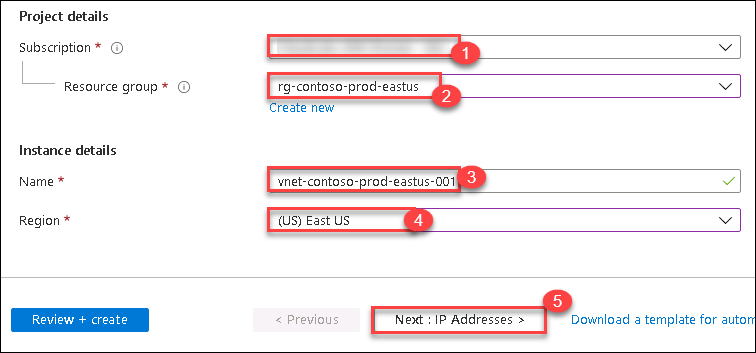 Project details
Subscription * ⓘ 1
Resource group * ⓘ rg-contoso-prod-eastus 2
Create new
Instance details
Name * vnet-contoso-prod-eastus-001 3
Region * (US) East US 4
5
Review + create < Previous Next : IP Addresses > Download a template for autom